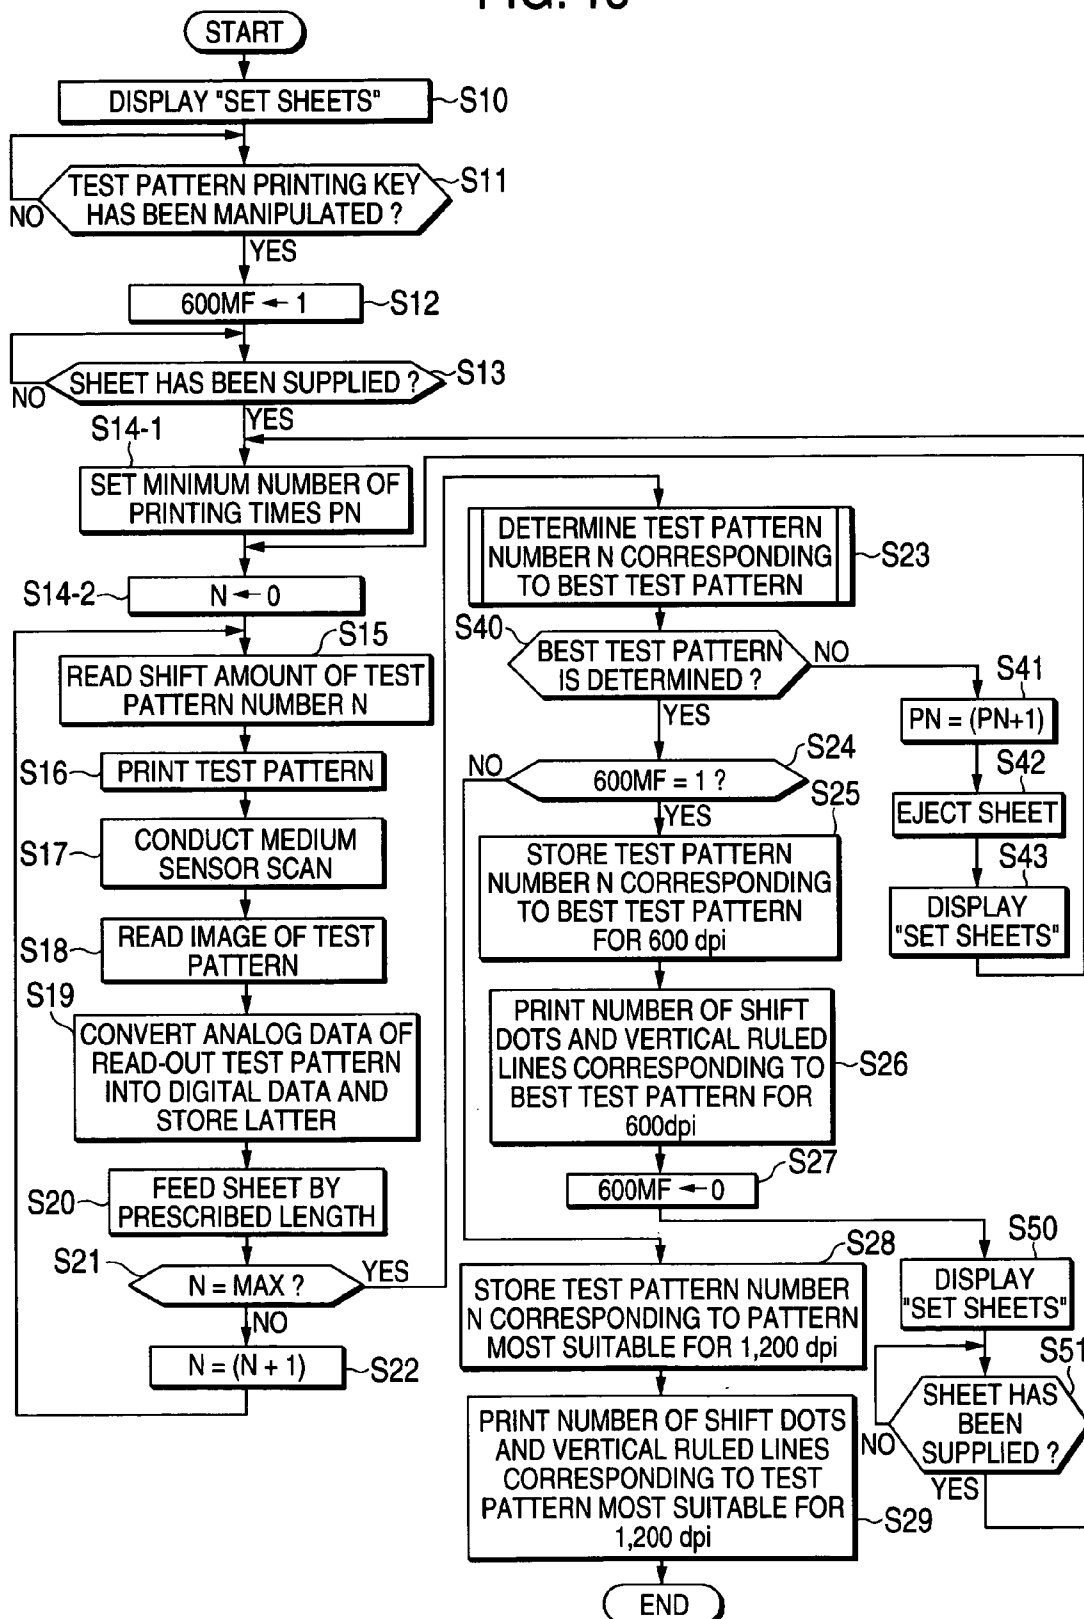 START
DISPLAY "SET SHEETS"
S10
TEST PATTERN PRINTING KEY
HAS BEEN MANIPULATED ?
S11
NO
YES
600MF ← 1
S12
SHEET HAS BEEN SUPPLIED ?
S13
NO
YES
S14-1
SET MINIMUM NUMBER OF
PRINTING TIMES PN
S14-2
N ← 0
S15
READ SHIFT AMOUNT OF TEST
PATTERN NUMBER N
S16
PRINT TEST PATTERN
S17
CONDUCT MEDIUM
SENSOR SCAN
S18
READ IMAGE OF TEST
PATTERN
S19
CONVERT ANALOG DATA OF
READ-OUT TEST PATTERN
INTO DIGITAL DATA AND
STORE LATTER
S20
FEED SHEET BY
PRESCRIBED LENGTH
S21
N = MAX ?
YES
NO
N = (N + 1)
S22
DETERMINE TEST PATTERN
NUMBER N CORRESPONDING
TO BEST TEST PATTERN
S23
S40
BEST TEST PATTERN
IS DETERMINED ?
NO
YES
S41
PN = (PN+1)
S42
EJECT SHEET
S43
DISPLAY
"SET SHEETS"
S24
600MF = 1 ?
NO
YES
S25
STORE TEST PATTERN
NUMBER N CORRESPONDING
TO BEST TEST PATTERN
FOR 600 dpi
PRINT NUMBER OF SHIFT
DOTS AND VERTICAL RULED
LINES CORRESPONDING TO
BEST TEST PATTERN FOR
600dpi
S26
S27
600MF ← 0
S28
STORE TEST PATTERN NUMBER
N CORRESPONDING TO PATTERN
MOST SUITABLE FOR 1,200 dpi
PRINT NUMBER OF SHIFT DOTS
AND VERTICAL RULED LINES
CORRESPONDING TO TEST
PATTERN MOST SUITABLE FOR
1,200 dpi
S29
S50
DISPLAY
"SET SHEETS"
S51
SHEET HAS
BEEN
SUPPLIED ?
NO
YES
END